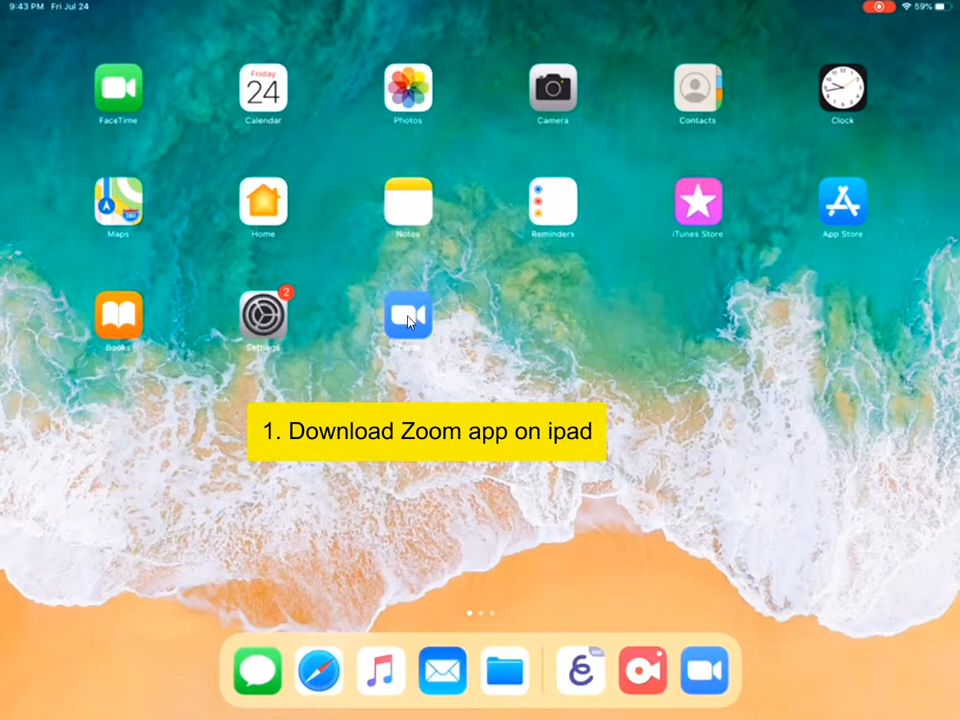 9:43 PM Fri Jul 24
59%
Friday
24
FaceTime
Calendar
Photos
Camera
Contacts
Clock
280
Maps
Home
Notes
Reminders
iTunes Store
App Store
2
Books
Settings
1. Download Zoom app on ipad